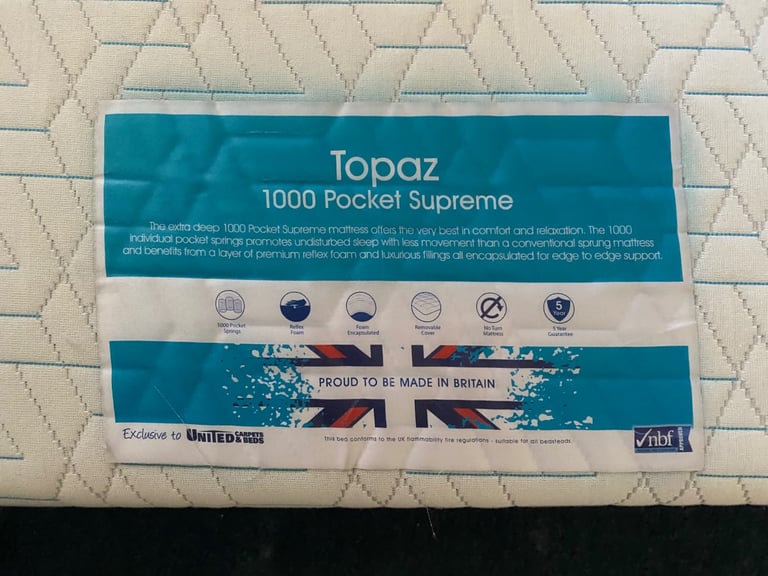 Topaz
1000 Pocket Supreme
The extra deep 1000 Pocket Supreme mattress offers the very best in comfort and relaxation. The 1000
individual pocket springs promotes undisturbed sleep with less movement than a conventional sprung mattress
and benefits from a layer of premium reflex foam and luxurious fillings all encapsulated for edge to edge support.
5
Year
1000 Pocket
Springs
Reflex
Foam
Foam
Encapsulated
Removable
Cover
No Turn
Mattress
5 Year
Guarantee
PROUD TO BE MADE IN BRITAIN
Exclusive to UNITED CARPETS & BEDS
This bed conforms to the UK flammability fire regulations - suitable for all bedsteads.
nbf
APPROVED